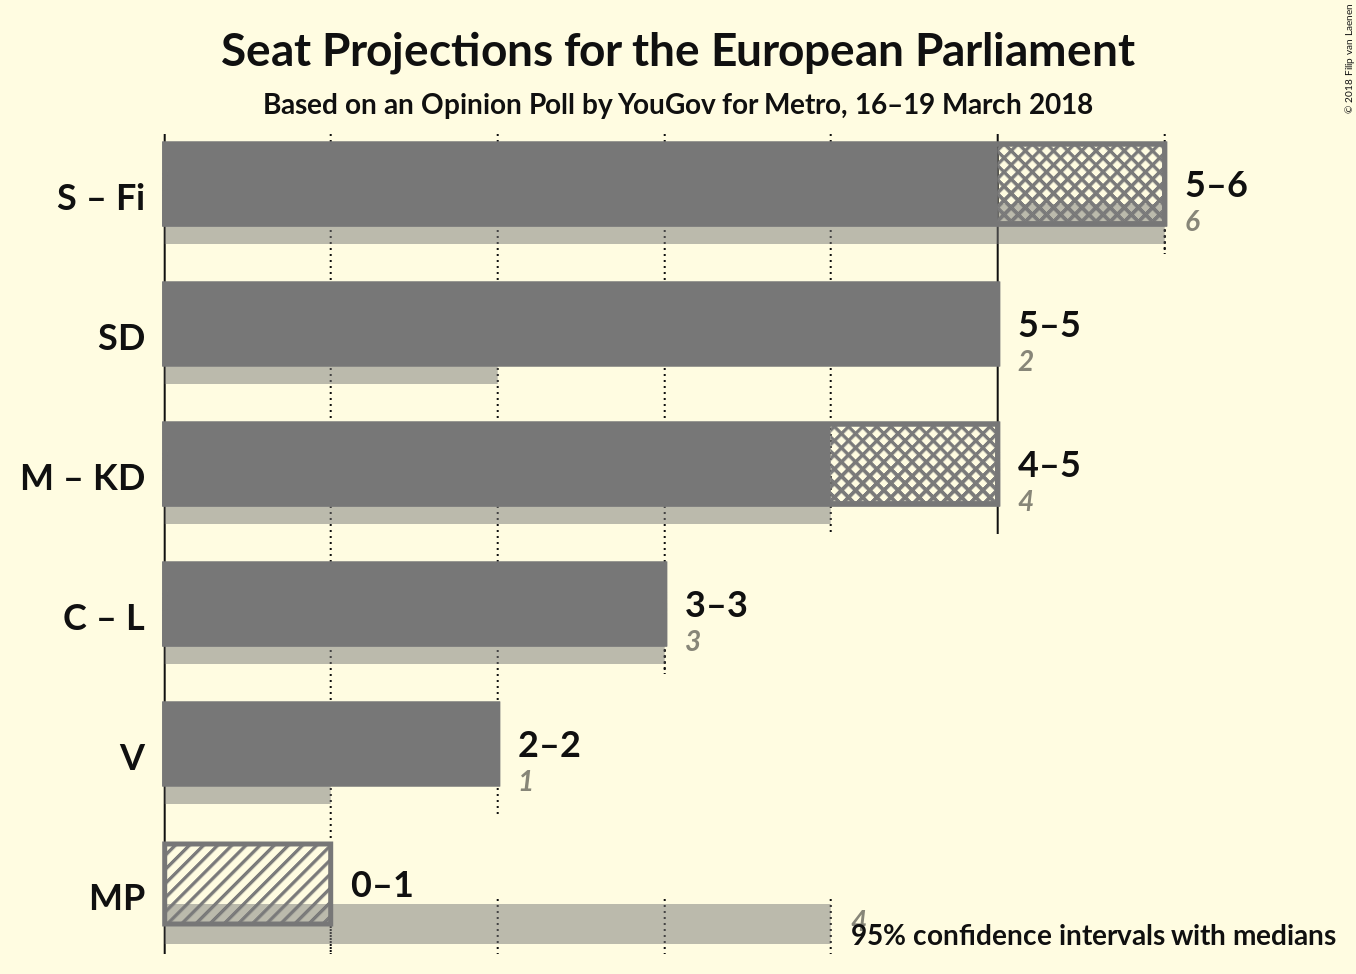 Seat Projections for the European Parliament
Based on an Opinion Poll by YouGov for Metro, 16–19 March 2018
© 2018 Filip van Laenen
S – Fi
5–6
6
SD
5–5
2
M – KD
4–5
4
C – L
3–3
3
V
2–2
1
MP
0–1
4
95% confidence intervals with medians